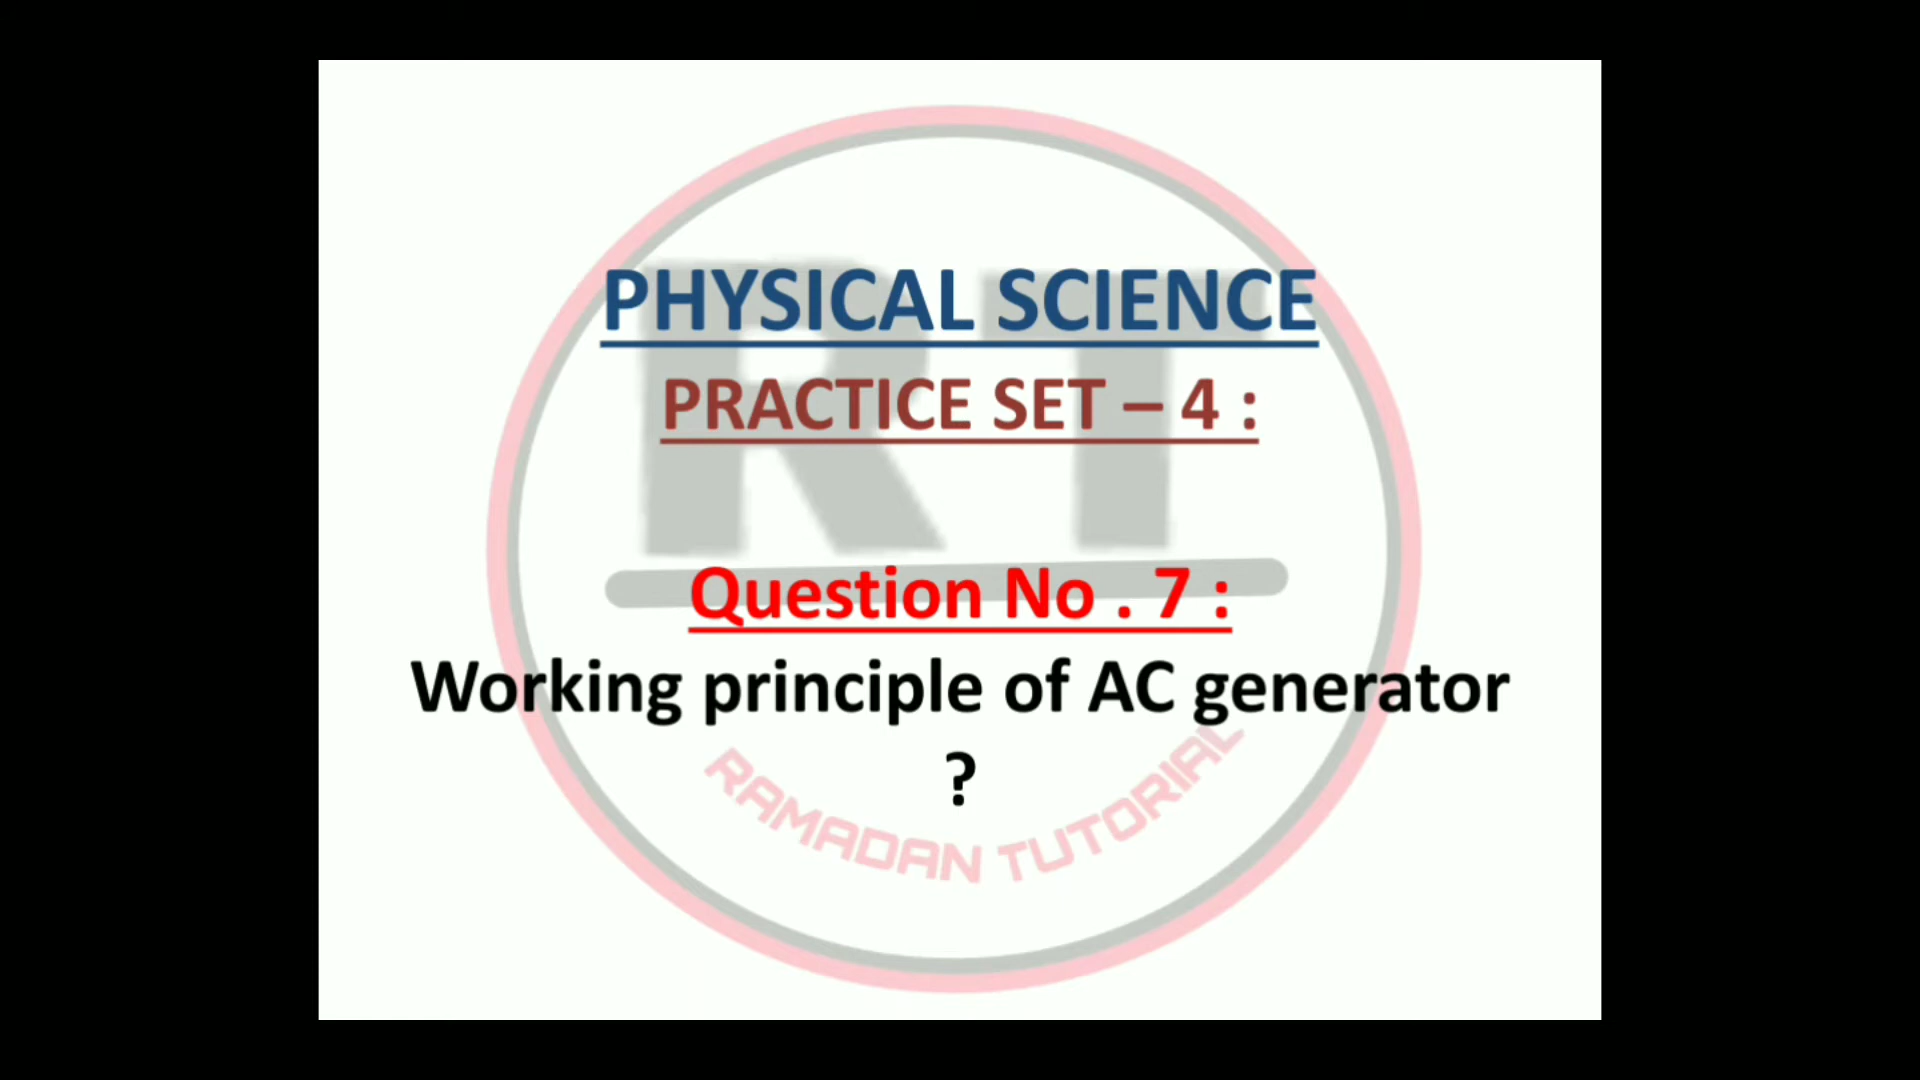 PHYSICAL SCIENCE
PRACTICE SET – 4 :
RT
Question No . 7 :
Working principle of AC generator
?
RAMADAN TUTORIAL